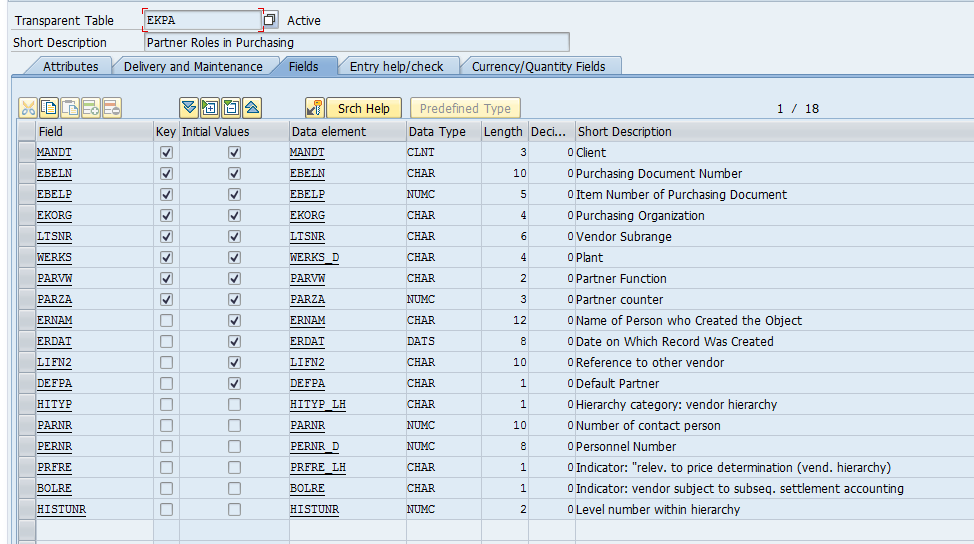 Transparent Table EKPA Active
Short Description Partner Roles in Purchasing
Attributes Delivery and Maintenance Fields Entry help/check Currency/Quantity Fields
Srch Help Predefined Type 1 / 18
Field Key Initial Values Data element Data Type Length Deci... Short Description
MANDT MANDT CLNT 3 0 Client
EBELN EBELN CHAR 10 0 Purchasing Document Number
EBELP EBELP NUMC 5 0 Item Number of Purchasing Document
EKORG EKORG CHAR 4 0 Purchasing Organization
LTSNR LTSNR CHAR 6 0 Vendor Subrange
WERKS WERKS_D CHAR 4 0 Plant
PARVW PARVW CHAR 2 0 Partner Function
PARZA PARZA NUMC 3 0 Partner counter
ERNAM ERNAM CHAR 12 0 Name of Person who Created the Object
ERDAT ERDAT DATS 8 0 Date on Which Record Was Created
LIFN2 LIFN2 CHAR 10 0 Reference to other vendor
DEFPA DEFPA CHAR 1 0 Default Partner
HITYP HITYP_LH CHAR 1 0 Hierarchy category: vendor hierarchy
PARNR PARNR NUMC 10 0 Number of contact person
PERNR PERNR_D NUMC 8 0 Personnel Number
PRFRE PRFRE_LH CHAR 1 0 Indicator: "relev. to price determination (vend. hierarchy)
BOLRE BOLRE CHAR 1 0 Indicator: vendor subject to subseq. settlement accounting
HISTUNR HISTUNR NUMC 2 0 Level number within hierarchy